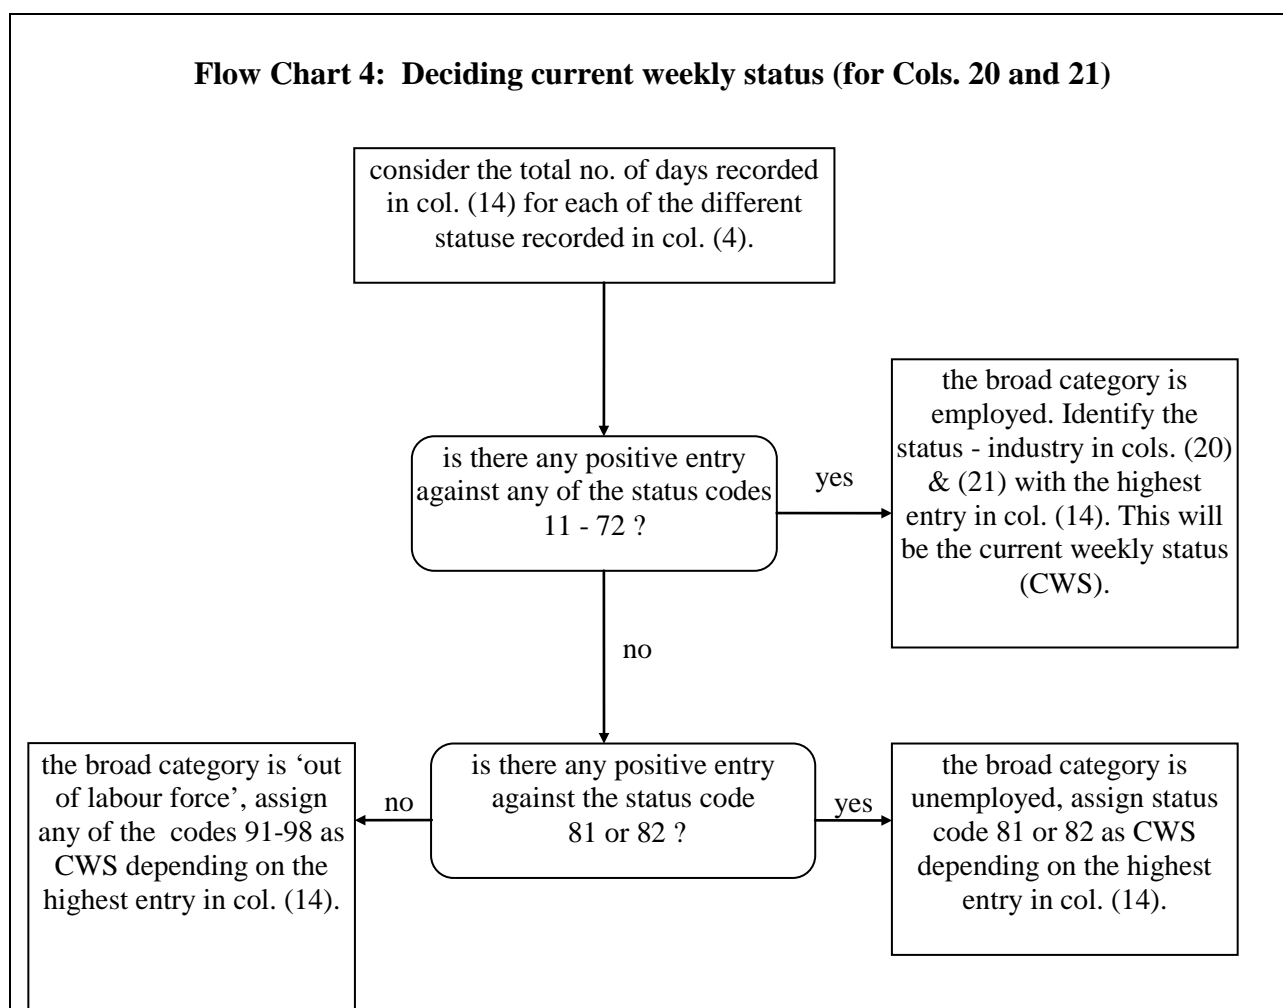 Flow Chart 4:  Deciding current weekly status (for Cols. 20 and 21)
consider the total no. of days recorded
in col. (14) for each of the different
statuse recorded in col. (4).
the broad category is
employed. Identify the
status - industry in cols. (20)
& (21) with the highest
entry in col. (14). This will
be the current weekly status
(CWS).
is there any positive entry
against any of the status codes
11 - 72 ?
yes
no
the broad category is ‘out
of labour force’, assign
any of the  codes 91-98 as
CWS depending on the
highest entry in col. (14).
no
is there any positive entry
against the status code
81 or 82 ?
yes
the broad category is
unemployed, assign status
code 81 or 82 as CWS
depending on the highest
entry in col. (14).